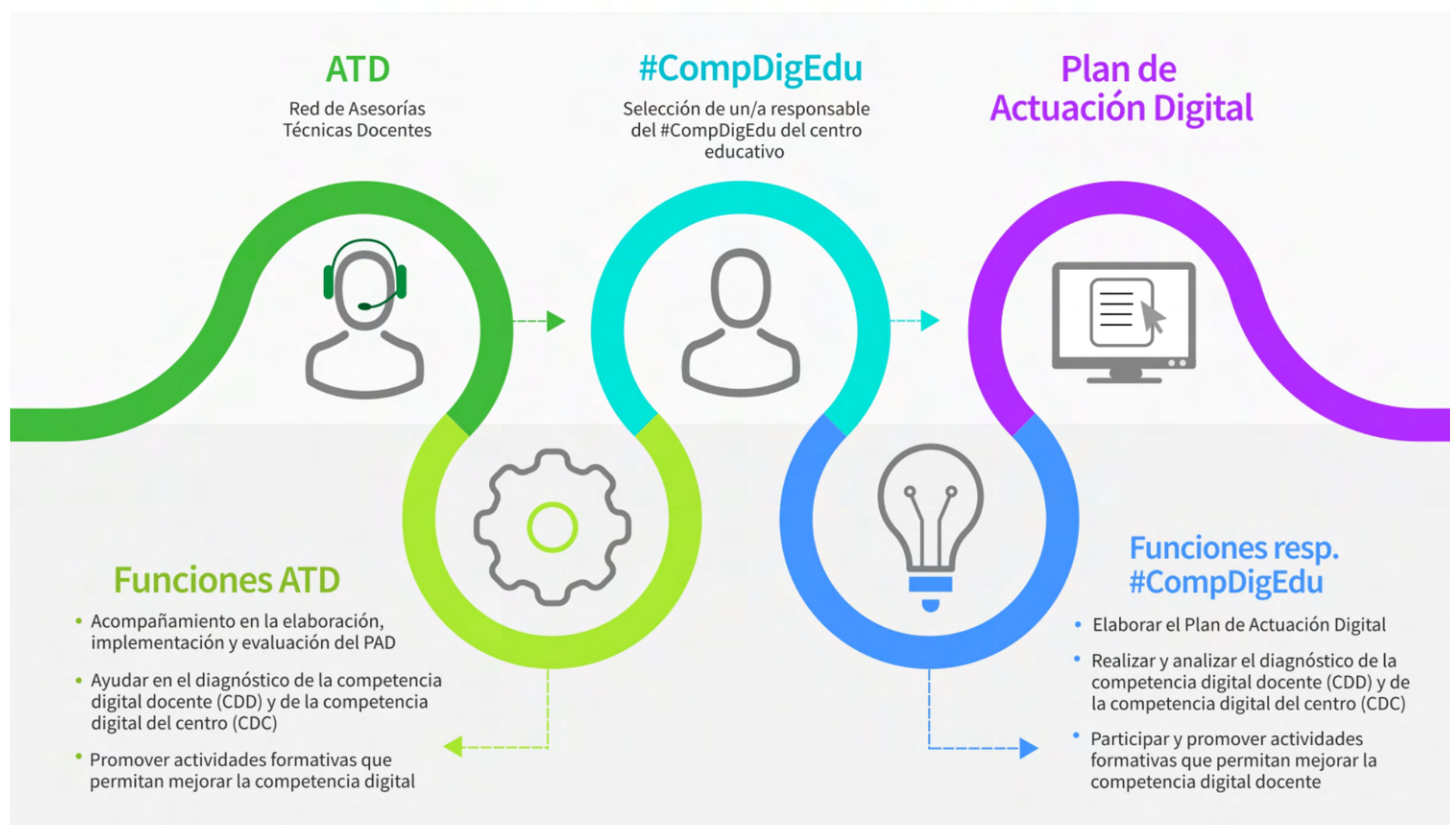 ATD
Red de Asesorías
Técnicas Docentes
#CompDigEdu
Selección de un/a responsable
del #CompDigEdu del centro
educativo
Plan de
Actuación Digital
Funciones ATD
• Acompañamiento en la elaboración,
implementación y evaluación del PAD
• Ayudar en el diagnóstico de la competencia
digital docente (CDD) y de la competencia
digital del centro (CDC)
• Promover actividades formativas que
permitan mejorar la competencia digital
Funciones resp.
#CompDigEdu
• Elaborar el Plan de Actuación Digital
• Realizar y analizar el diagnóstico de la
competencia digital docente (CDD) y de
la competencia digital del centro (CDC)
• Participar y promover actividades
formativas que permitan mejorar la
competencia digital docente